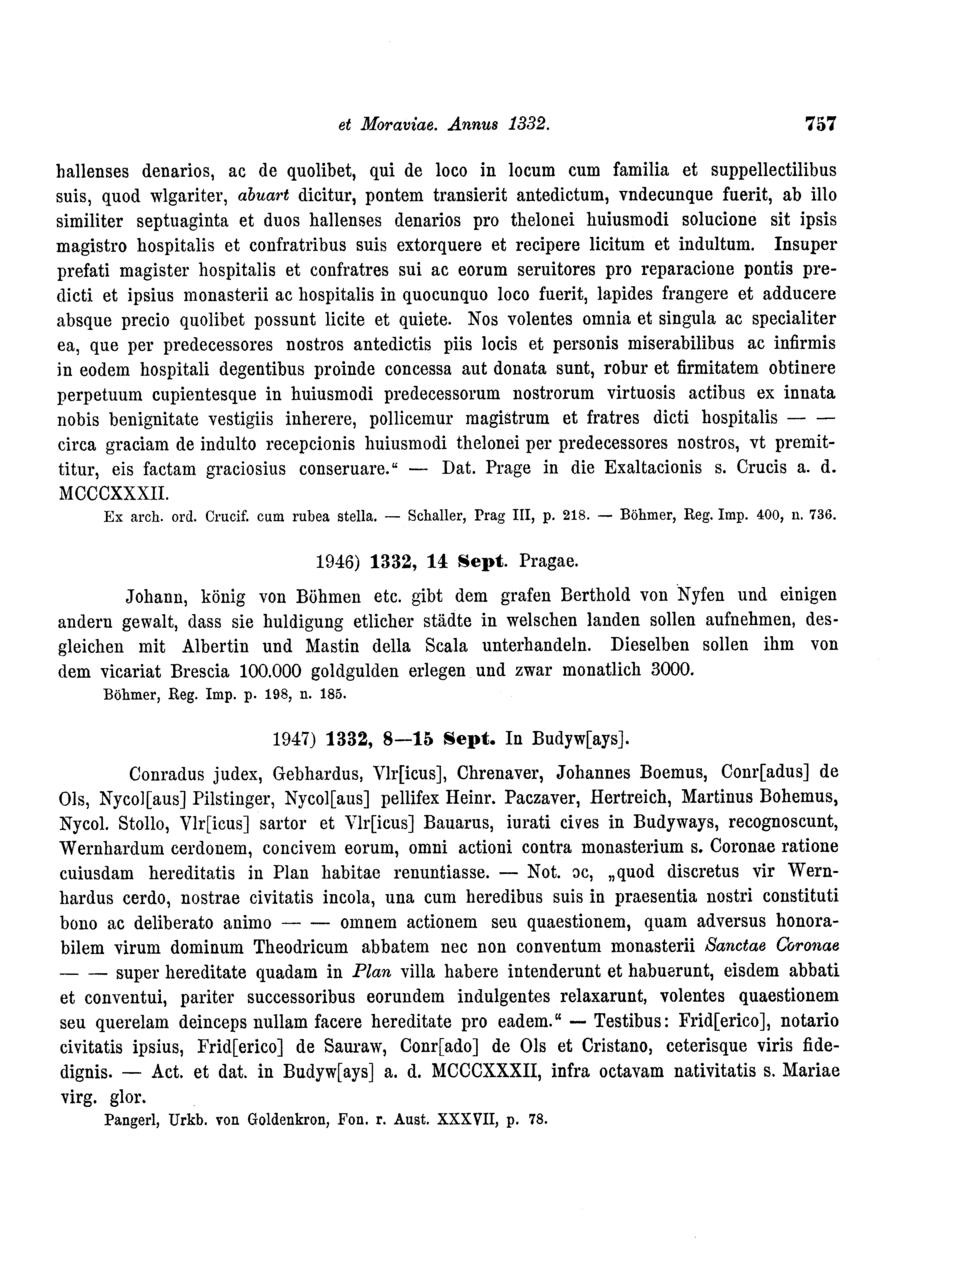 et Moraviae. Annus 1332. 757
hallenses denarios, ac de quolibet, qui de loco in locum cum familia et suppellectilibus
suis, quod wlgariter, abuart dicitur, pontem transierit antedictum, vndecunque fuerit, ab illo
similiter septuaginta et duos hallenses denarios pro thelonei huiusmodi solucione sit ipsis
magistro hospitalis et confratribus suis extorquere et recipere licitum et indultum. Insuper
prefati magister hospitalis et confratres sui ac eorum seruitores pro reparacione pontis pre-
dicti et ipsius monasterii ac hospitalis in quocunquo loco fuerit, lapides frangere et adducere
absque precio quolibet possunt licite et quiete. Nos volentes omnia et singula ac specialiter
ea, que per predecessores nostros antedictis piis locis et personis miserabilibus ac infirmis
in eodem hospitali degentibus proinde concessa aut donata sunt, robur et firmitatem obtinere
perpetuum cupientesque in huiusmodi predecessorum nostrorum virtuosis actibus ex innata
nobis benignitate vestigiis inherere, pollicemur magistrum et fratres dicti hospitalis — —
circa graciam de indulto recepcionis huiusmodi thelonei per predecessores nostros, vt premit-
titur, eis factam graciosius conseruare.“ — Dat. Prage in die Exaltacionis s. Crucis a. d.
MCCCXXXII.
Ex arch. ord. Crucif. cum rubea stella. — Schaller, Prag III, p. 218. — Böhmer, Reg. Imp. 400, n. 736.
1946) 1332, 14 Sept. Pragae.
Johann, könig von Böhmen etc. gibt dem grafen Berthold von Nyfen und einigen
andern gewalt, dass sie huldigung etlicher städte in welschen landen sollen aufnehmen, des-
gleichen mit Albertin und Mastin della Scala unterhandeln. Dieselben sollen ihm von
dem vicariat Brescia 100.000 goldgulden erlegen und zwar monatlich 3000.
Böhmer, Reg. Imp. p. 198, n. 185.
1947) 1332, 8—15 Sept. In Budyw[ays].
Conradus judex, Gebhardus, Vlr[icus], Chrenaver, Johannes Boemus, Conr[adus] de
Ols, Nycol[aus] Pilstinger, Nycol[aus] pellifex Heinr. Paczaver, Hertreich, Martinus Bohemus,
Nycol. Stollo, Vlr[icus] sartor et Vlr[icus] Bauarus, iurati cives in Budyways, recognoscunt,
Wernhardum cerdonem, concivem eorum, omni actioni contra monasterium s. Coronae ratione
cuiusdam hereditatis in Plan habitae renuntiasse. — Not. ɔc, „quod discretus vir Wern-
hardus cerdo, nostrae civitatis incola, una cum heredibus suis in praesentia nostri constituti
bono ac deliberato animo — — omnem actionem seu quaestionem, quam adversus honora-
bilem virum dominum Theodricum abbatem nec non conventum monasterii Sanctae Coronae
— — super hereditate quadam in Plan villa habere intenderunt et habuerunt, eisdem abbati
et conventui, pariter successoribus eorundem indulgentes relaxarunt, volentes quaestionem
seu querelam deinceps nullam facere hereditate pro eadem.“ — Testibus: Frid[erico], notario
civitatis ipsius, Frid[erico] de Sauraw, Conr[ado] de Ols et Cristano, ceterisque viris fide-
dignis. — Act. et dat. in Budyw[ays] a. d. MCCCXXXII, infra octavam nativitatis s. Mariae
virg. glor.
Pangerl, Urkb. von Goldenkron, Fon. r. Aust. XXXVII, p. 78.